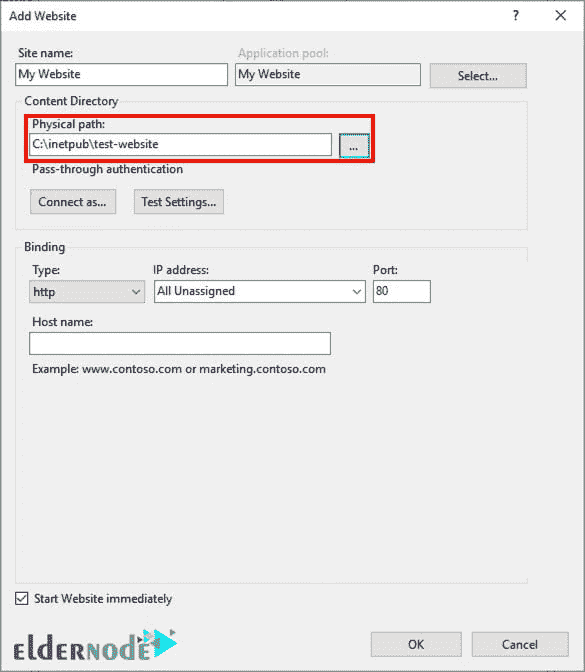 Add Website
?
Site name:
Application pool:
My Website
My Website
Select...
Content Directory
Physical path:
C:\inetpub\test-website
...
Pass-through authentication
Connect as...
Test Settings...
Binding
Type:
IP address:
Port:
http
All Unassigned
80
Host name:
Example: www.contoso.com or marketing.contoso.com
Start Website immediately
elderNode
OK
Cancel